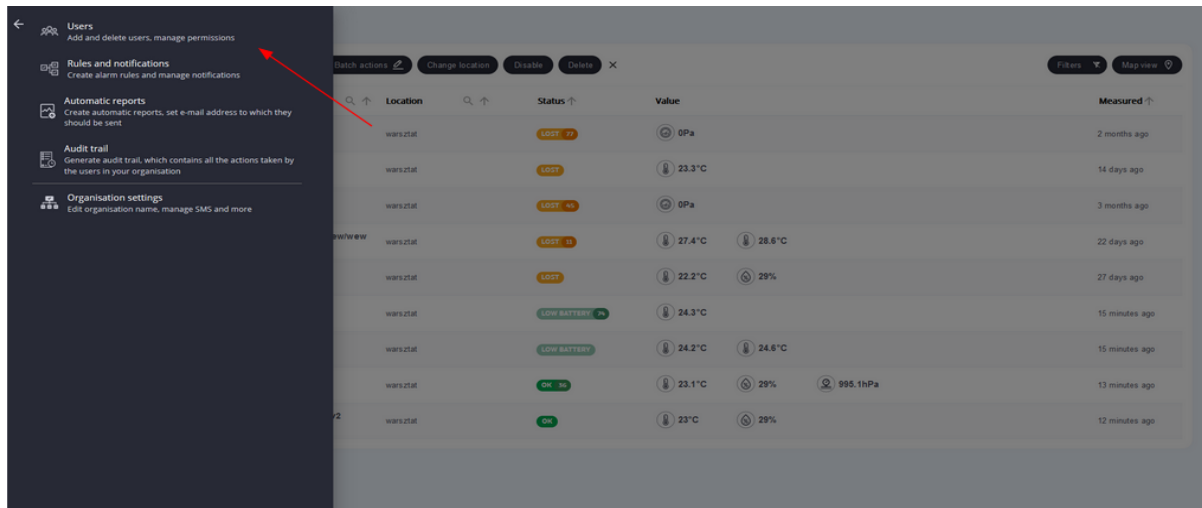 Users
Add and delete users, manage permissions
Rules and notifications
Create alarm rules and manage notifications
Automatic reports
Create automatic reports, set e-mail address to which they
should be sent
Audit trail
Generate audit trail, which contains all the actions taken by
the users in your organisation
Organisation settings
Edit organisation name, manage SMS and more
Batch actions Change location Disable Delete Filters Map view
Location Status Value Measured
warsztat LOST 77 0Pa 2 months ago
warsztat LOST 23.3°C 14 days ago
warsztat LOST 0Pa 3 months ago
ew/wew warsztat LOST 27.4°C 28.6°C 22 days ago
warsztat LOST 22.2°C 29% 27 days ago
warsztat LOW BATTERY 24.3°C 15 minutes ago
warsztat LOW BATTERY 24.2°C 24.6°C 15 minutes ago
warsztat OK 36 23.1°C 29% 995.1hPa 13 minutes ago
v2 warsztat OK 23°C 29% 12 minutes ago